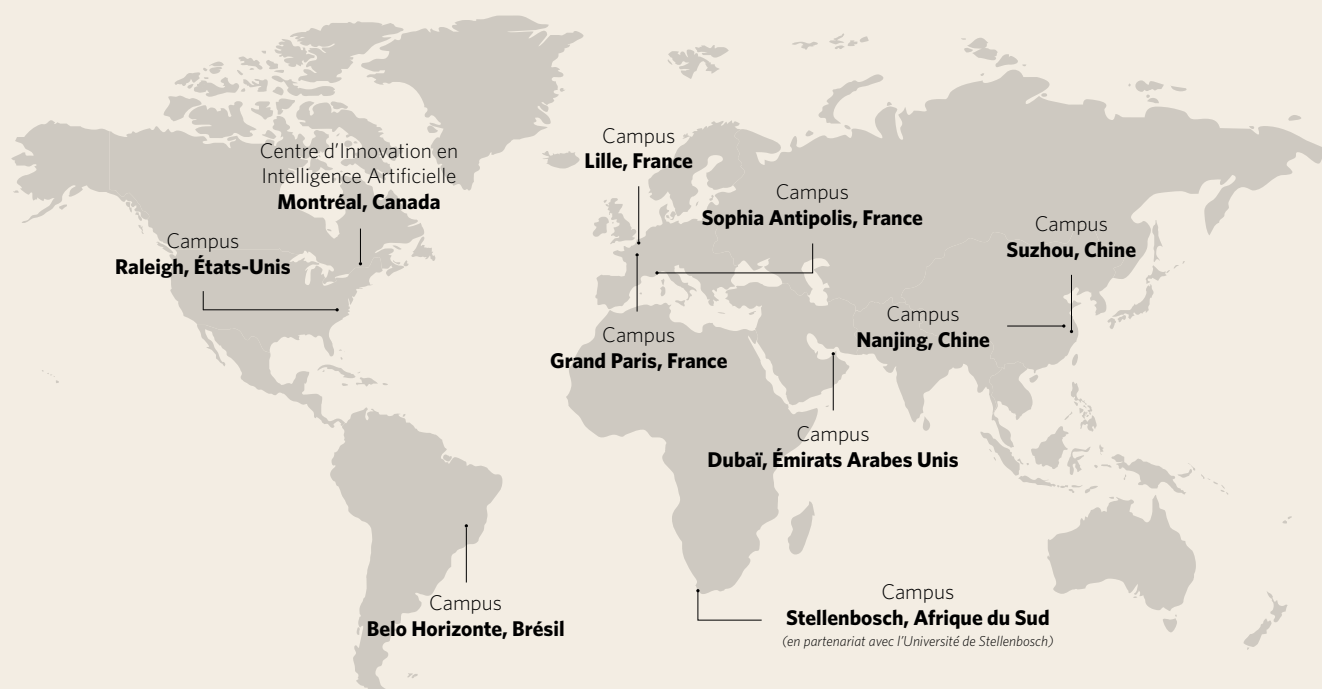 Centre d'Innovation en
Intelligence Artificielle
Montréal, Canada
Campus
Raleigh, États-Unis
Campus
Lille, France
Campus
Sophia Antipolis, France
Campus
Suzhou, Chine
Campus
Nanjing, Chine
Campus
Grand Paris, France
Campus
Dubaï, Émirats Arabes Unis
Campus
Belo Horizonte, Brésil
Campus
Stellenbosch, Afrique du Sud
(en partenariat avec l'Université de Stellenbosch)